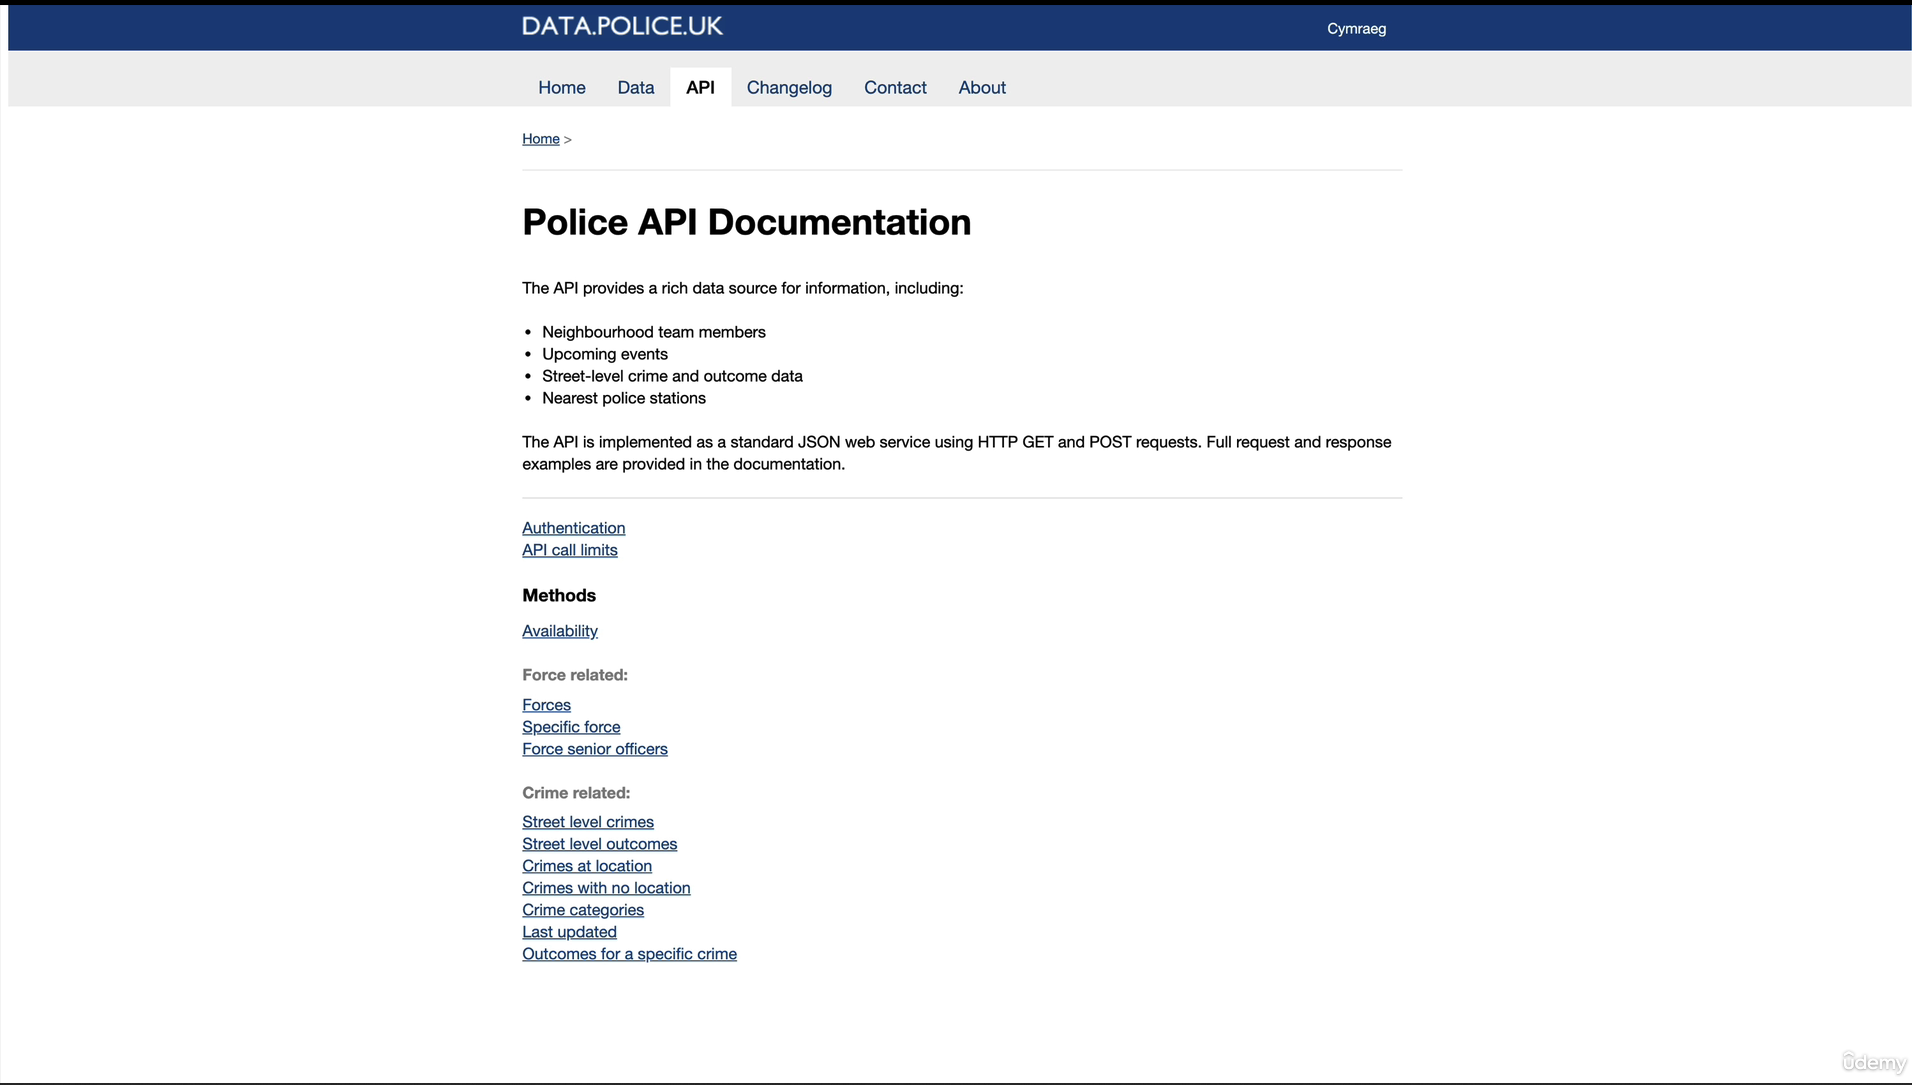 DATA.POLICE.UK
Cymraeg
Home Data API Changelog Contact About
Home >
Police API Documentation
The API provides a rich data source for information, including:
• Neighbourhood team members
• Upcoming events
• Street-level crime and outcome data
• Nearest police stations
The API is implemented as a standard JSON web service using HTTP GET and POST requests. Full request and response
examples are provided in the documentation.
Authentication
API call limits
Methods
Availability
Force related:
Forces
Specific force
Force senior officers
Crime related:
Street level crimes
Street level outcomes
Crimes at location
Crimes with no location
Crime categories
Last updated
Outcomes for a specific crime
ûdemy